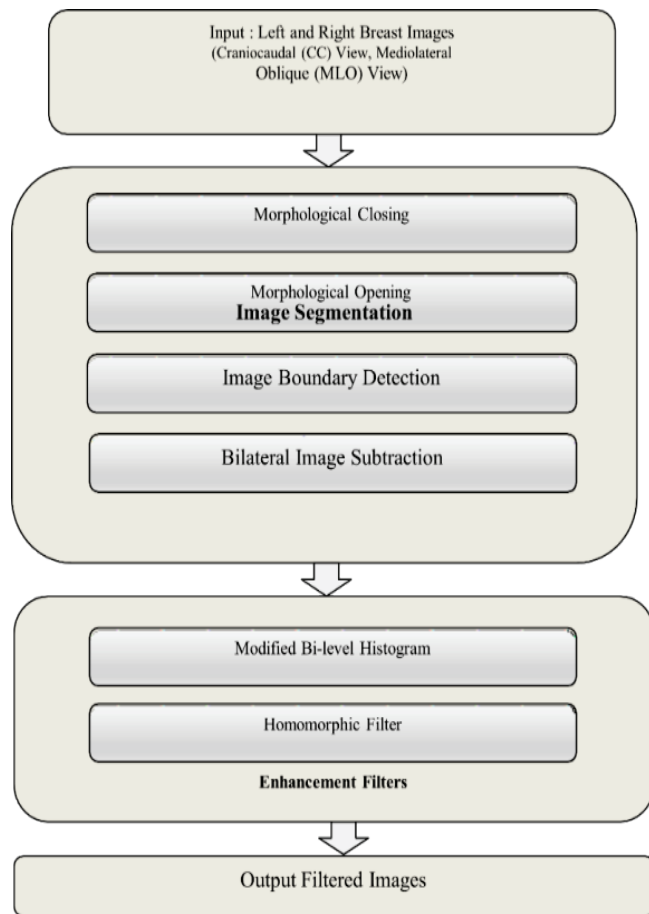 Input : Left and Right Breast Images
(Craniocaudal (CC) View, Mediolateral
Oblique (MLO) View)
Morphological Closing
Morphological Opening
Image Segmentation
Image Boundary Detection
Bilateral Image Subtraction
Modified Bi-level Histogram
Homomorphic Filter
Enhancement Filters
Output Filtered Images